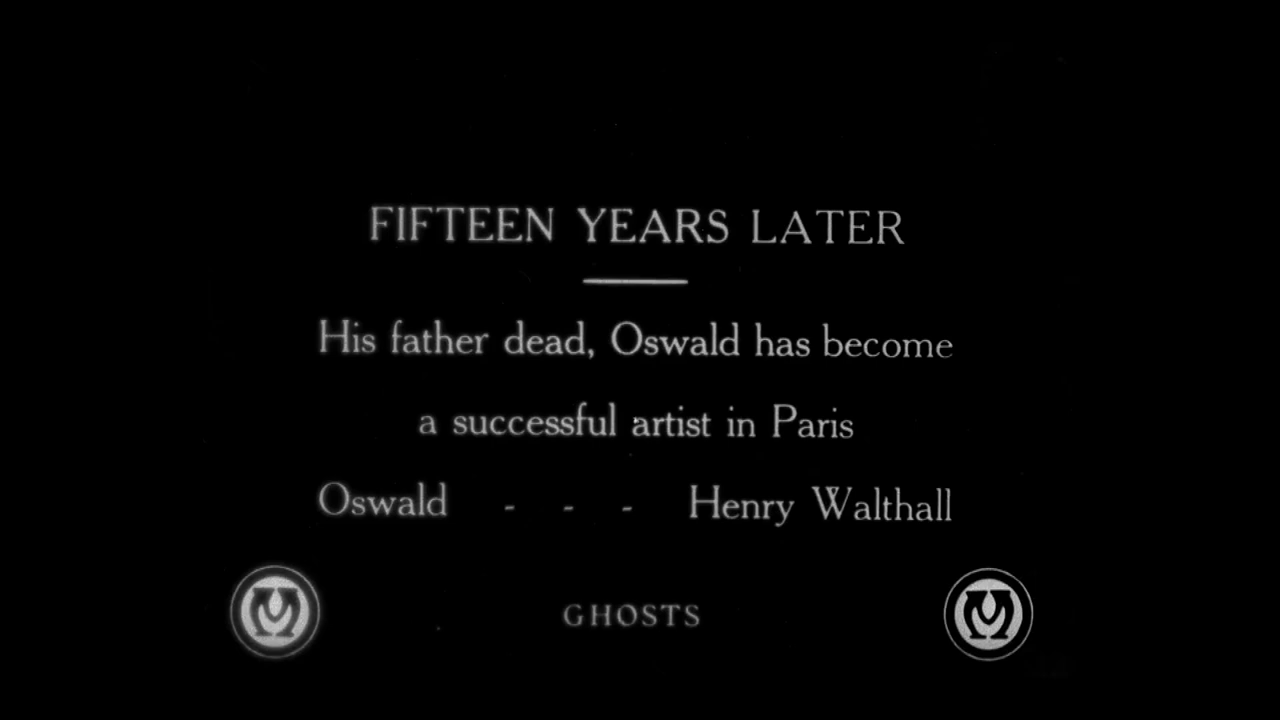 FIFTEEN YEARS LATER
His father dead, Oswald has become
a successful artist in Paris
Oswald - - - Henry Walthall
GHOSTS